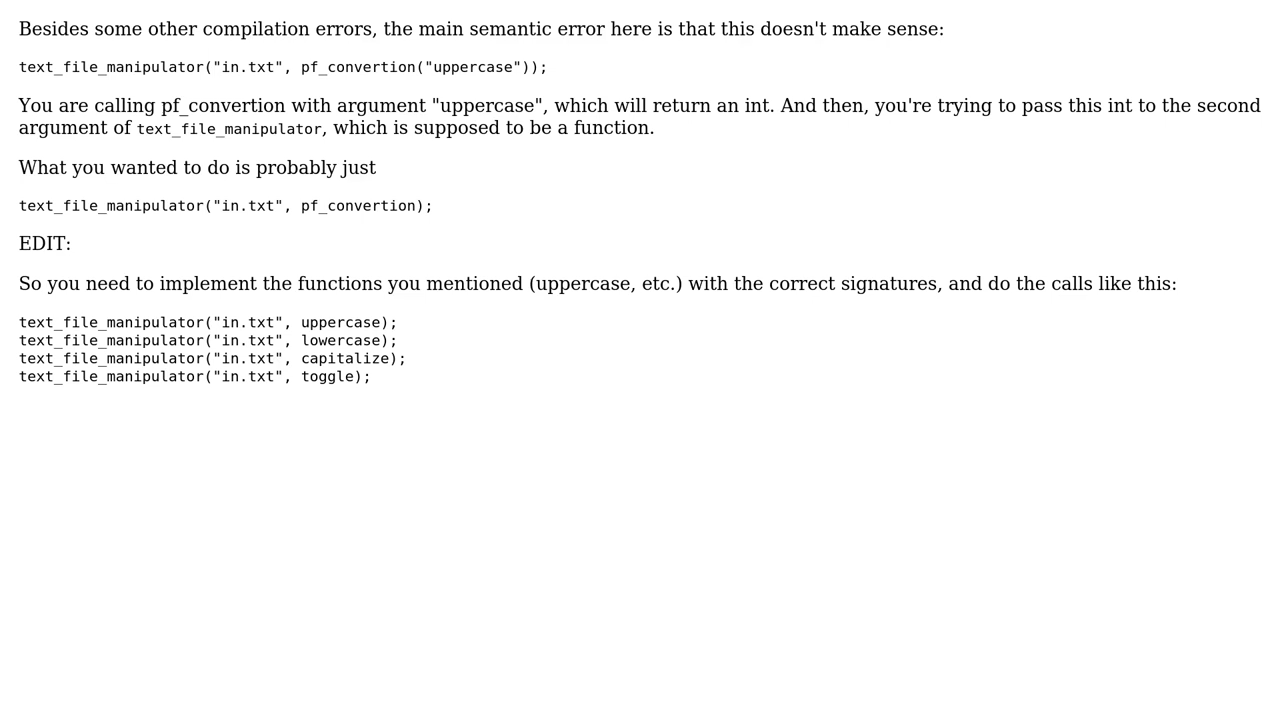 Besides some other compilation errors, the main semantic error here is that this doesn't make sense:
text_file_manipulator("in.txt", pf_convertion("uppercase"));
You are calling pf_convertion with argument "uppercase", which will return an int. And then, you're trying to pass this int to the second
argument of text_file_manipulator, which is supposed to be a function.
What you wanted to do is probably just
text_file_manipulator("in.txt", pf_convertion);
EDIT:
So you need to implement the functions you mentioned (uppercase, etc.) with the correct signatures, and do the calls like this:
text_file_manipulator("in.txt", uppercase);
text_file_manipulator("in.txt", lowercase);
text_file_manipulator("in.txt", capitalize);
text_file_manipulator("in.txt", toggle);